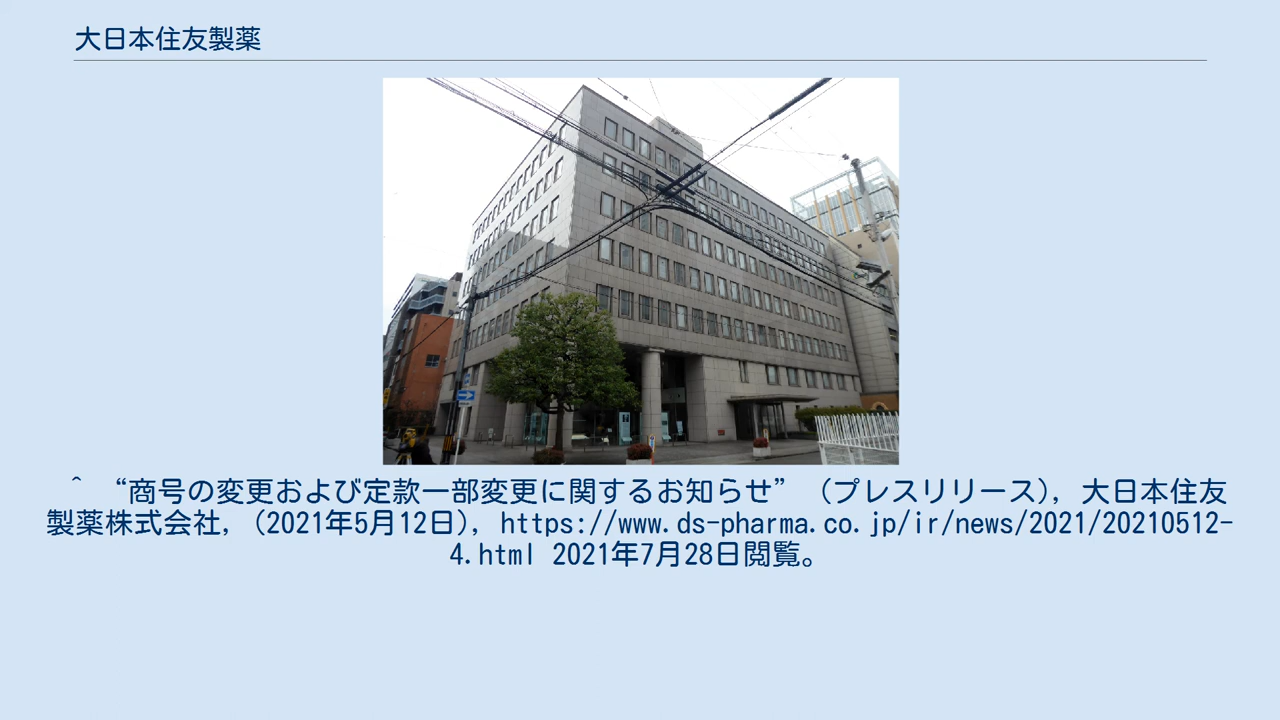 大日本住友製薬
^ “商号の変更および定款一部変更に関するお知らせ” (プレスリリース), 大日本住友
製薬株式会社, (2021年5月12日), https://www.ds-pharma.co.jp/ir/news/2021/20210512-
4.html 2021年7月28日閲覧。